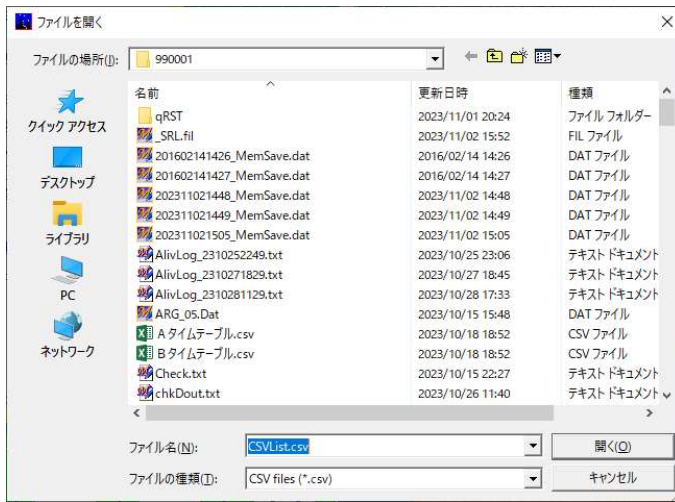 ファイルを開く
ファイルの場所(I): 990001
名前 更新日時 種類
qRST 2023/11/01 20:24 ファイル フォルダー
_SRL.fil 2023/11/02 15:52 FIL ファイル
201602141426_MemSave.dat 2016/02/14 14:26 DAT ファイル
201602141427_MemSave.dat 2016/02/14 14:27 DAT ファイル
202311021448_MemSave.dat 2023/11/02 14:48 DAT ファイル
202311021449_MemSave.dat 2023/11/02 14:49 DAT ファイル
202311021505_MemSave.dat 2023/11/02 15:05 DAT ファイル
AlivLog_2310252249.txt 2023/10/25 23:06 テキスト ドキュメント
AlivLog_2310271829.txt 2023/10/27 18:45 テキスト ドキュメント
AlivLog_2310281129.txt 2023/10/28 17:33 テキスト ドキュメント
ARG_05.Dat 2023/10/15 15:48 DAT ファイル
Aタイムテーブル.csv 2023/10/18 18:52 CSV ファイル
Bタイムテーブル.csv 2023/10/18 18:52 CSV ファイル
Check.txt 2023/10/15 22:27 テキスト ドキュメント
chkDout.txt 2023/10/26 11:40 テキスト ドキュメント
クイック アクセス
デスクトップ
ライブラリ
PC
ネットワーク
ファイル名(N): CSVList.csv 開く(O)
ファイルの種類(T): CSV files (*.csv) キャンセル